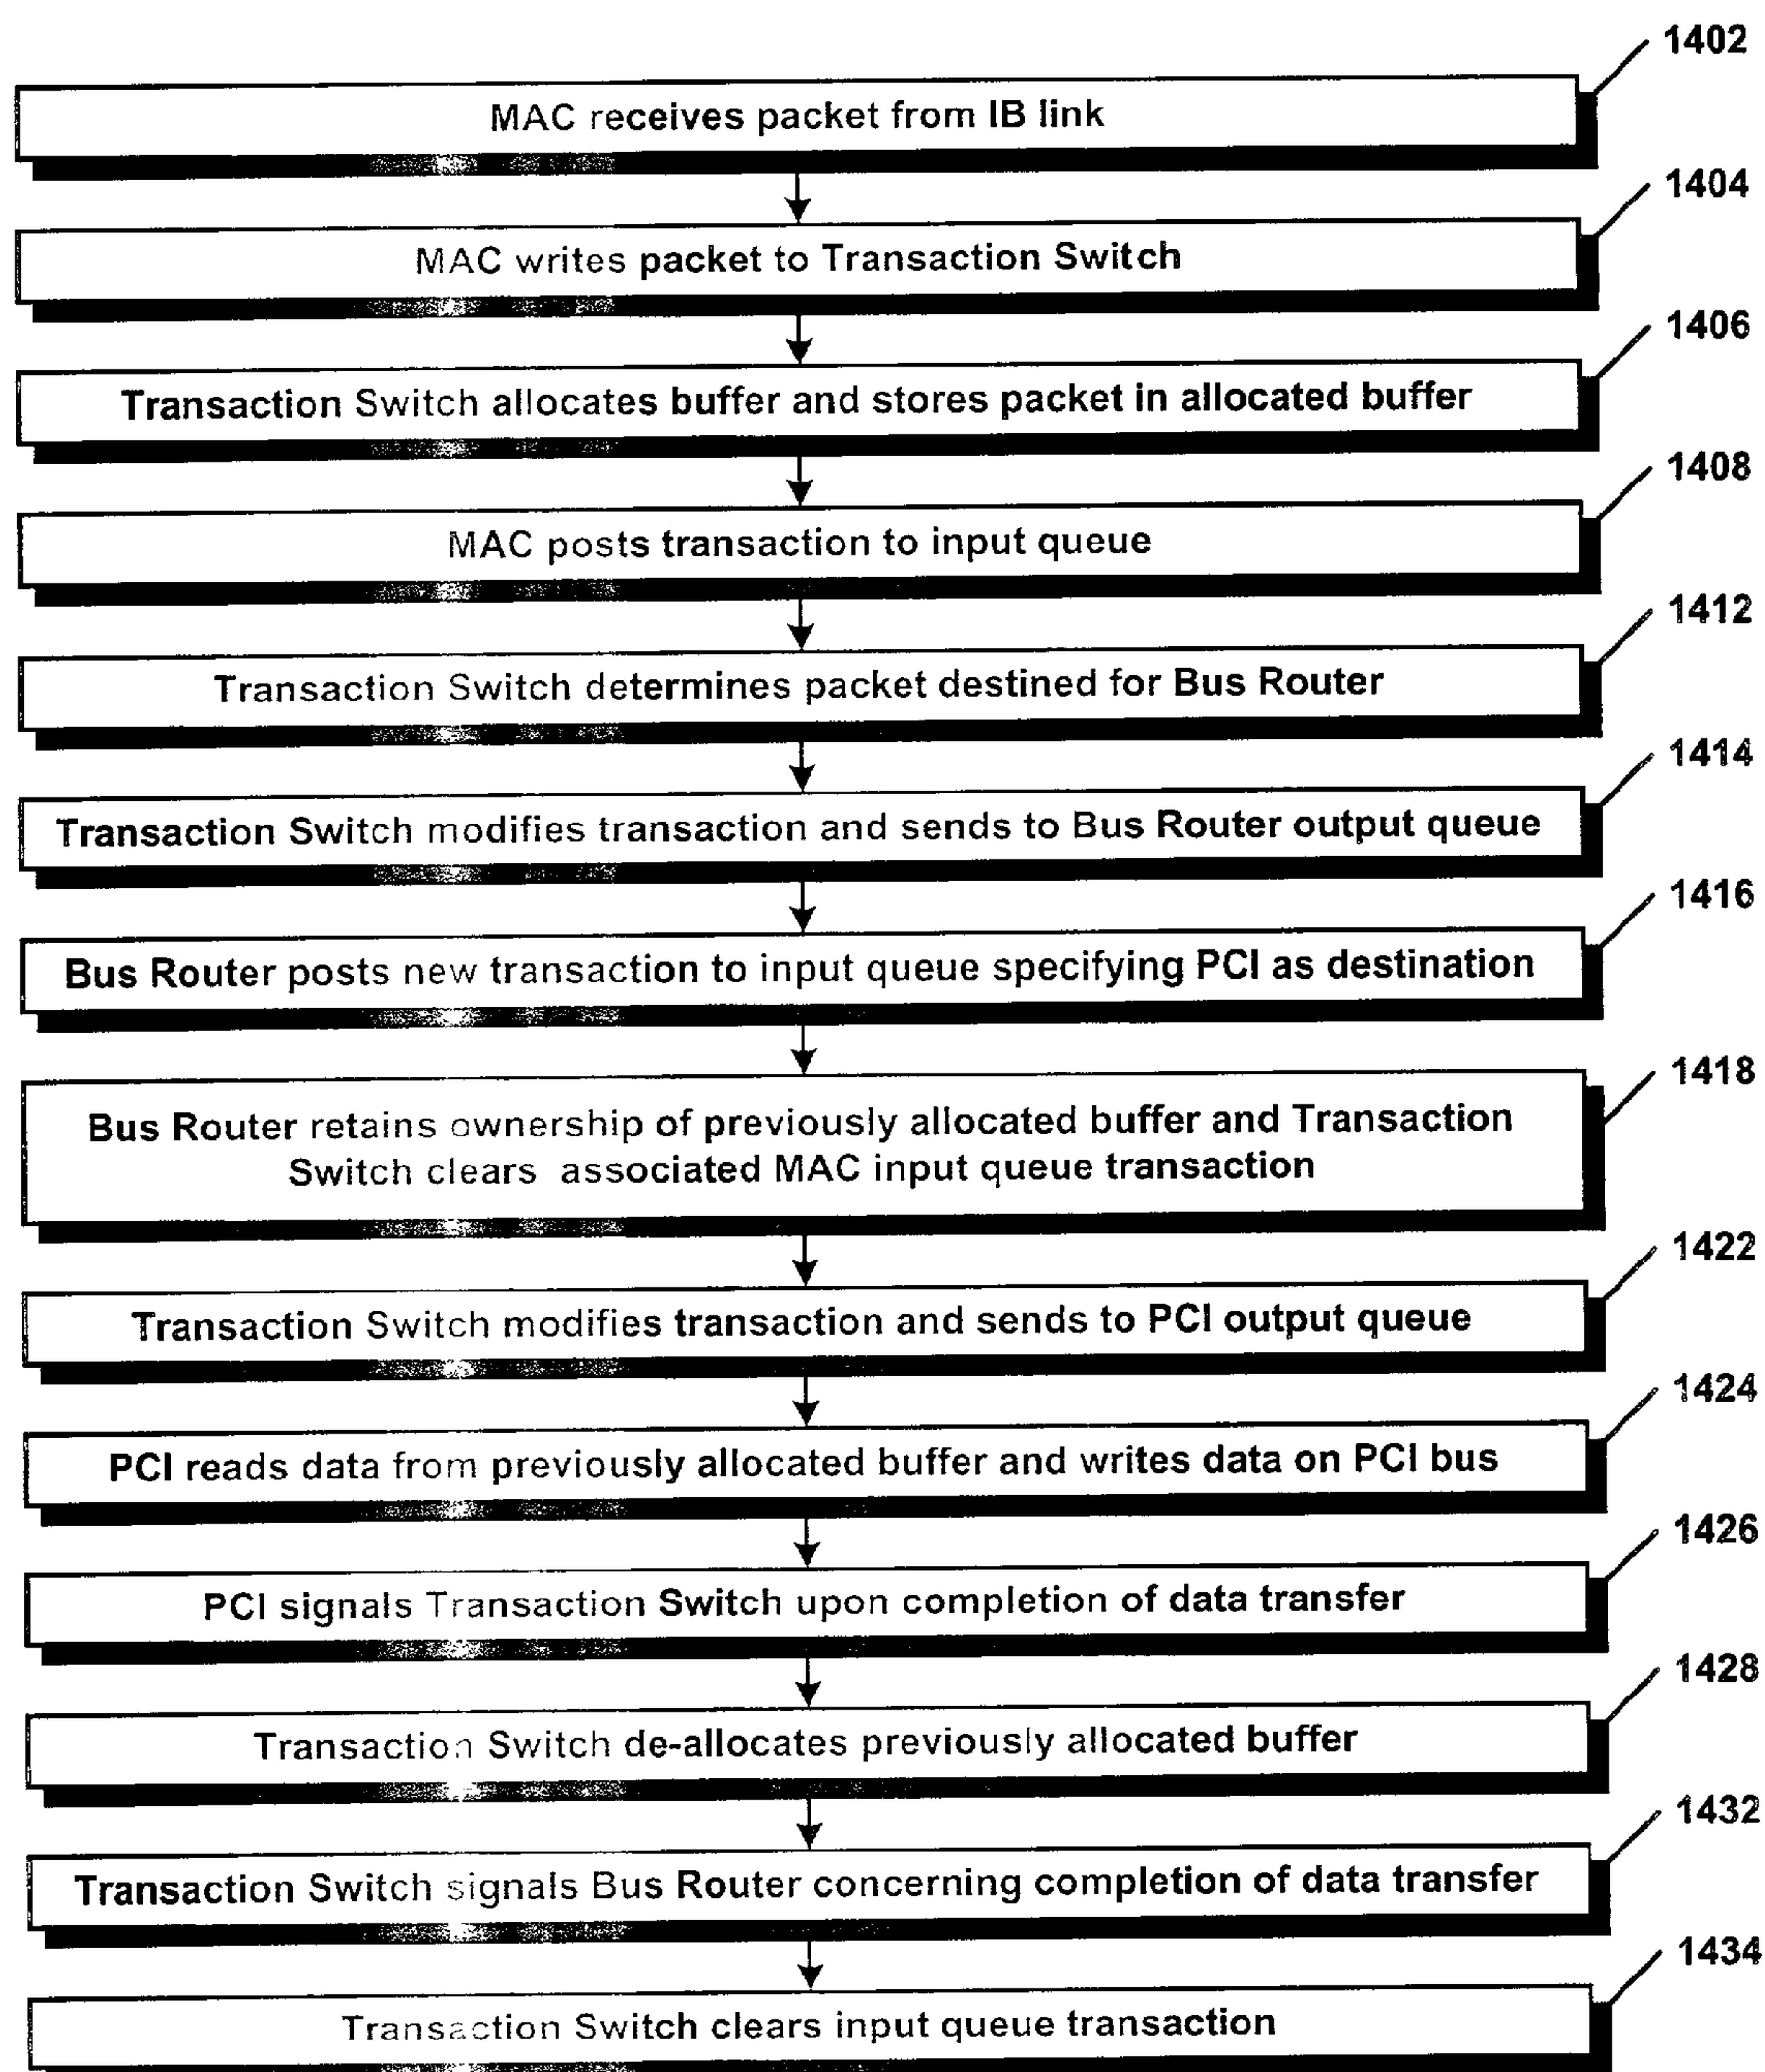 1402
MAC receives packet from IB link
1404
MAC writes packet to Transaction Switch
1406
Transaction Switch allocates buffer and stores packet in allocated buffer
1408
MAC posts transaction to input queue
1412
Transaction Switch determines packet destined for Bus Router
1414
Transaction Switch modifies transaction and sends to Bus Router output queue
1416
Bus Router posts new transaction to input queue specifying PCI as destination
1418
Bus Router retains ownership of previously allocated buffer and Transaction
Switch clears associated MAC input queue transaction
1422
Transaction Switch modifies transaction and sends to PCI output queue
1424
PCI reads data from previously allocated buffer and writes data on PCI bus
1426
PCI signals Transaction Switch upon completion of data transfer
1428
Transaction Switch de-allocates previously allocated buffer
1432
Transaction Switch signals Bus Router concerning completion of data transfer
1434
Transaction Switch clears input queue transaction